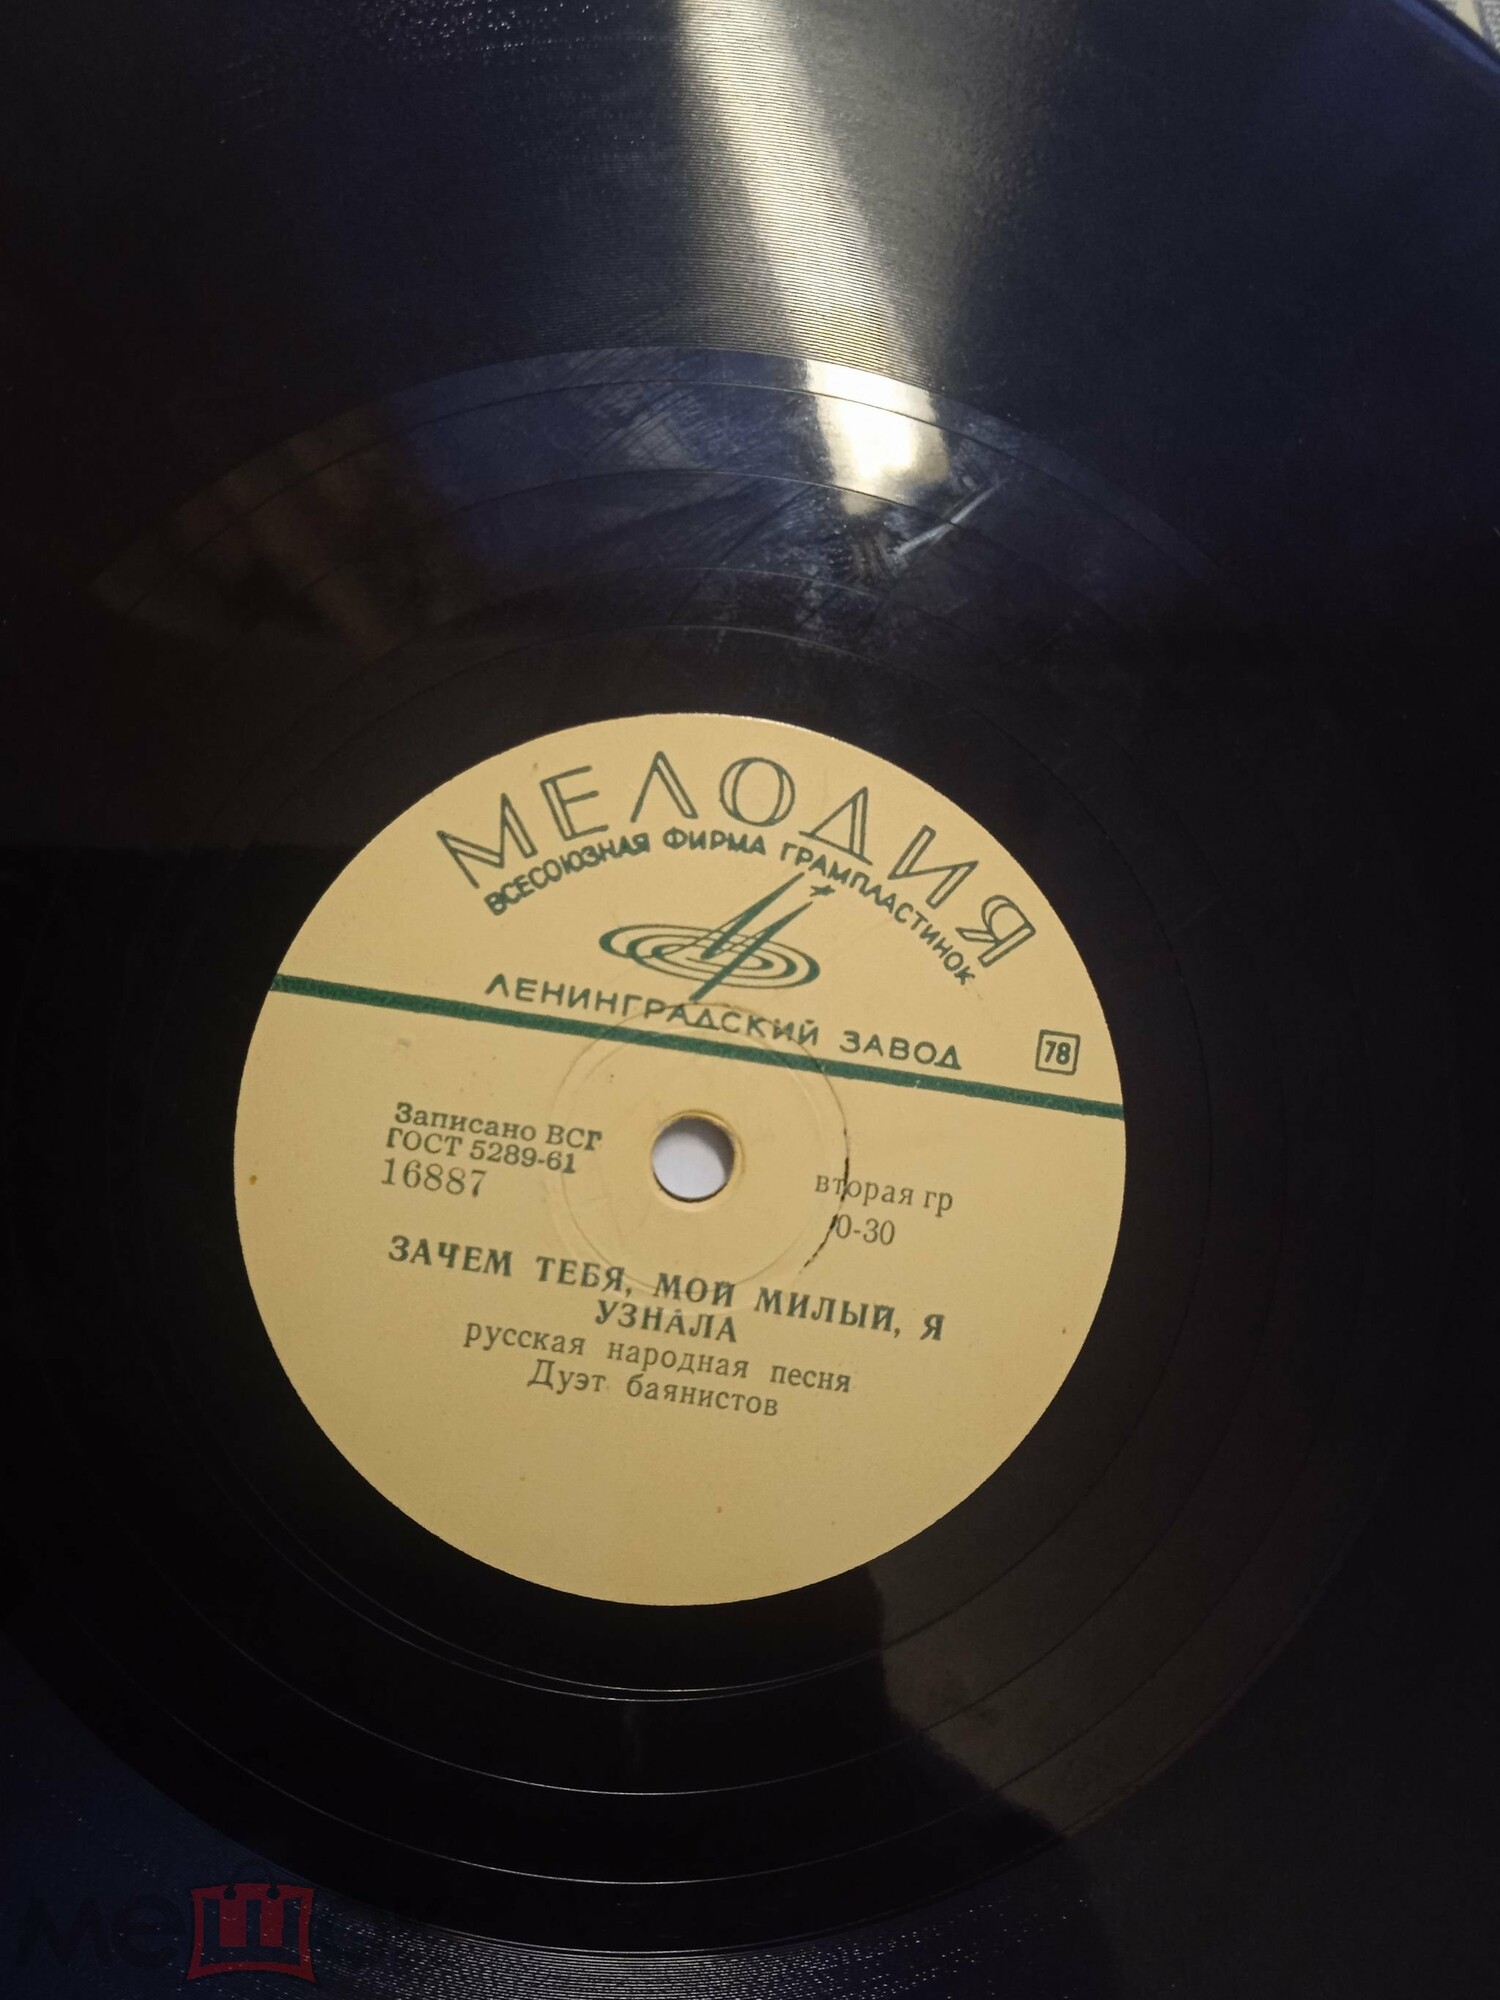 МЕЛОДИЯ
ВСЕСОЮЗНАЯ ФИРМА ГРАМПЛАСТИНОК
ЛЕНИНГРАДСКИЙ ЗАВОД
78
Записано ВСГ
ГОСТ 5289-61
16887
вторая гр
0-30
ЗАЧЕМ ТЕБЯ, МОЙ МИЛЫЙ, Я
УЗНАЛА
русская народная песня
Дуэт баянистов
мешок